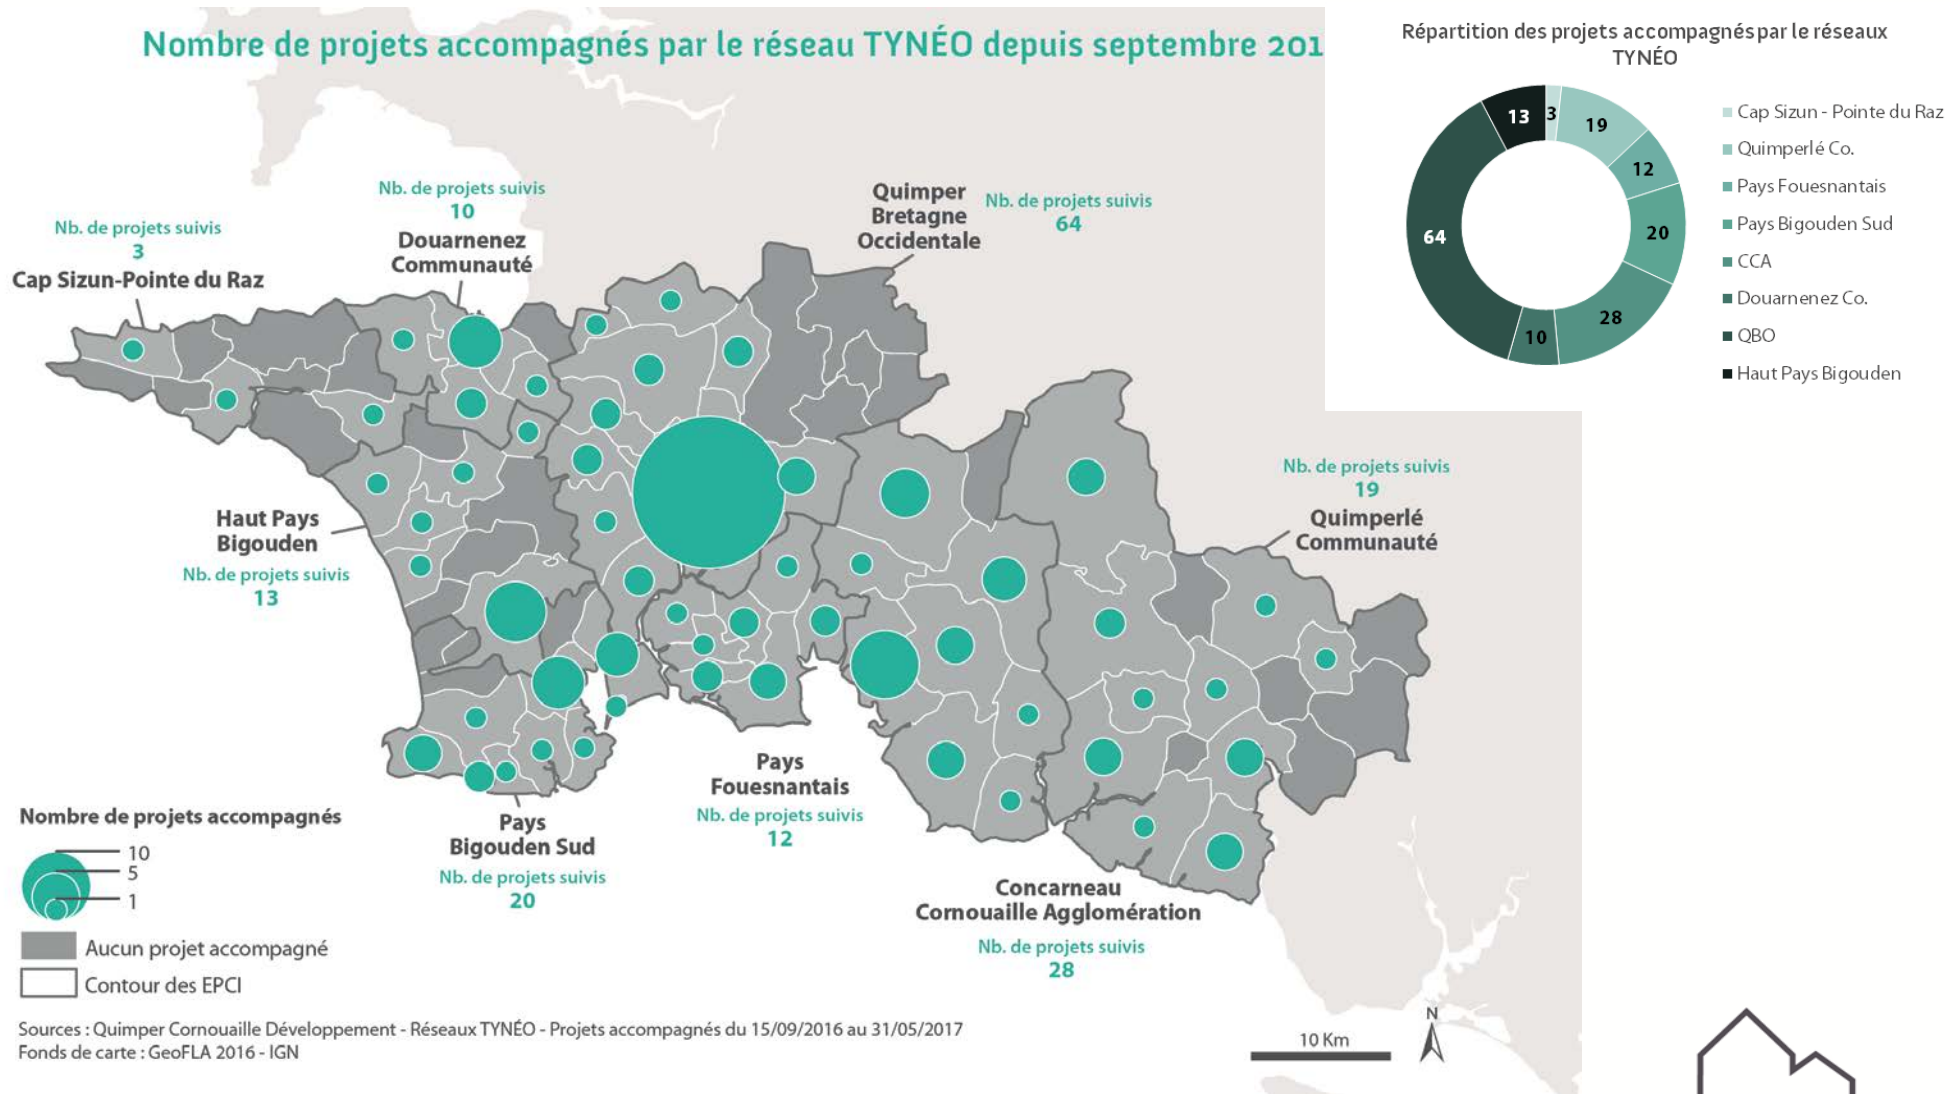 Nombre de projets accompagnés par le réseau TYNÉO depuis septembre 201
Répartition des projets accompagnés par le réseaux
TYNÉO
3
19
12
20
28
10
64
13
Cap Sizun - Pointe du Raz
Quimperlé Co.
Pays Fouesnantais
Pays Bigouden Sud
CCA
Douarnenez Co.
QBO
Haut Pays Bigouden
Nb. de projets suivis
3
Cap Sizun-Pointe du Raz
Nb. de projets suivis
10
Douarnenez
Communauté
Quimper
Bretagne
Occidentale
Nb. de projets suivis
64
Nb. de projets suivis
19
Quimperlé
Communauté
Haut Pays
Bigouden
Nb. de projets suivis
13
Pays
Fouesnantais
Nb. de projets suivis
12
Pays
Bigouden Sud
Nb. de projets suivis
20
Concarneau
Cornouaille Agglomération
Nb. de projets suivis
28
Nombre de projets accompagnés
10
5
1
Aucun projet accompagné
Contour des EPCI
Sources : Quimper Cornouaille Développement - Réseaux TYNÉO - Projets accompagnés du 15/09/2016 au 31/05/2017
Fonds de carte : GeoFLA 2016 - IGN
10 Km
N